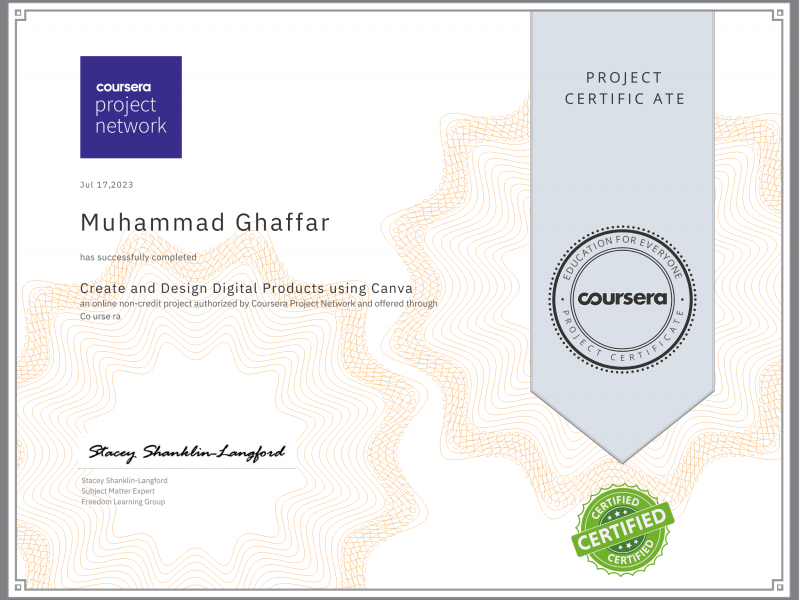 PROJECT
CERTIFIC ATE
coursera
project
network
Jul 17,2023
Muhammad Ghaffar
has successfully completed
Create and Design Digital Products using Canva
an online non-credit project authorized by Coursera Project Network and offered through
Co urse ra
EDUCATION FOR EVERYONE
coursera
PROJECT CERTIFICATE
Stacey Shanklin-Langford
Stacey Shanklin-Langford
Subject Matter Expert
Freedom Learning Group
CERTIFIED
CERTIFIED
CERTIFIED